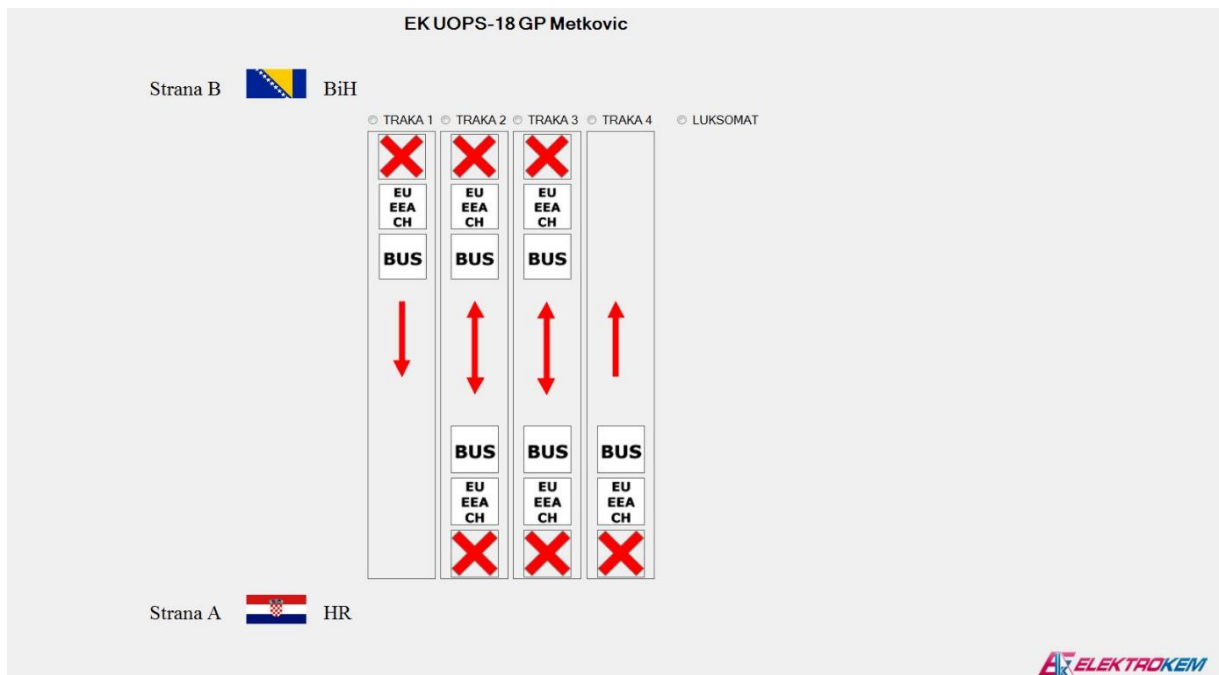 EK UOPS-18 GP Metkovic
Strana B BiH
TRAKA 1 TRAKA 2 TRAKA 3 TRAKA 4 LUKSOMAT
EU EU EU
EEA EEA EEA
CH CH CH
BUS BUS BUS
BUS BUS BUS
EU EU EU
EEA EEA EEA
CH CH CH
Strana A HR
ELEKTROKEM